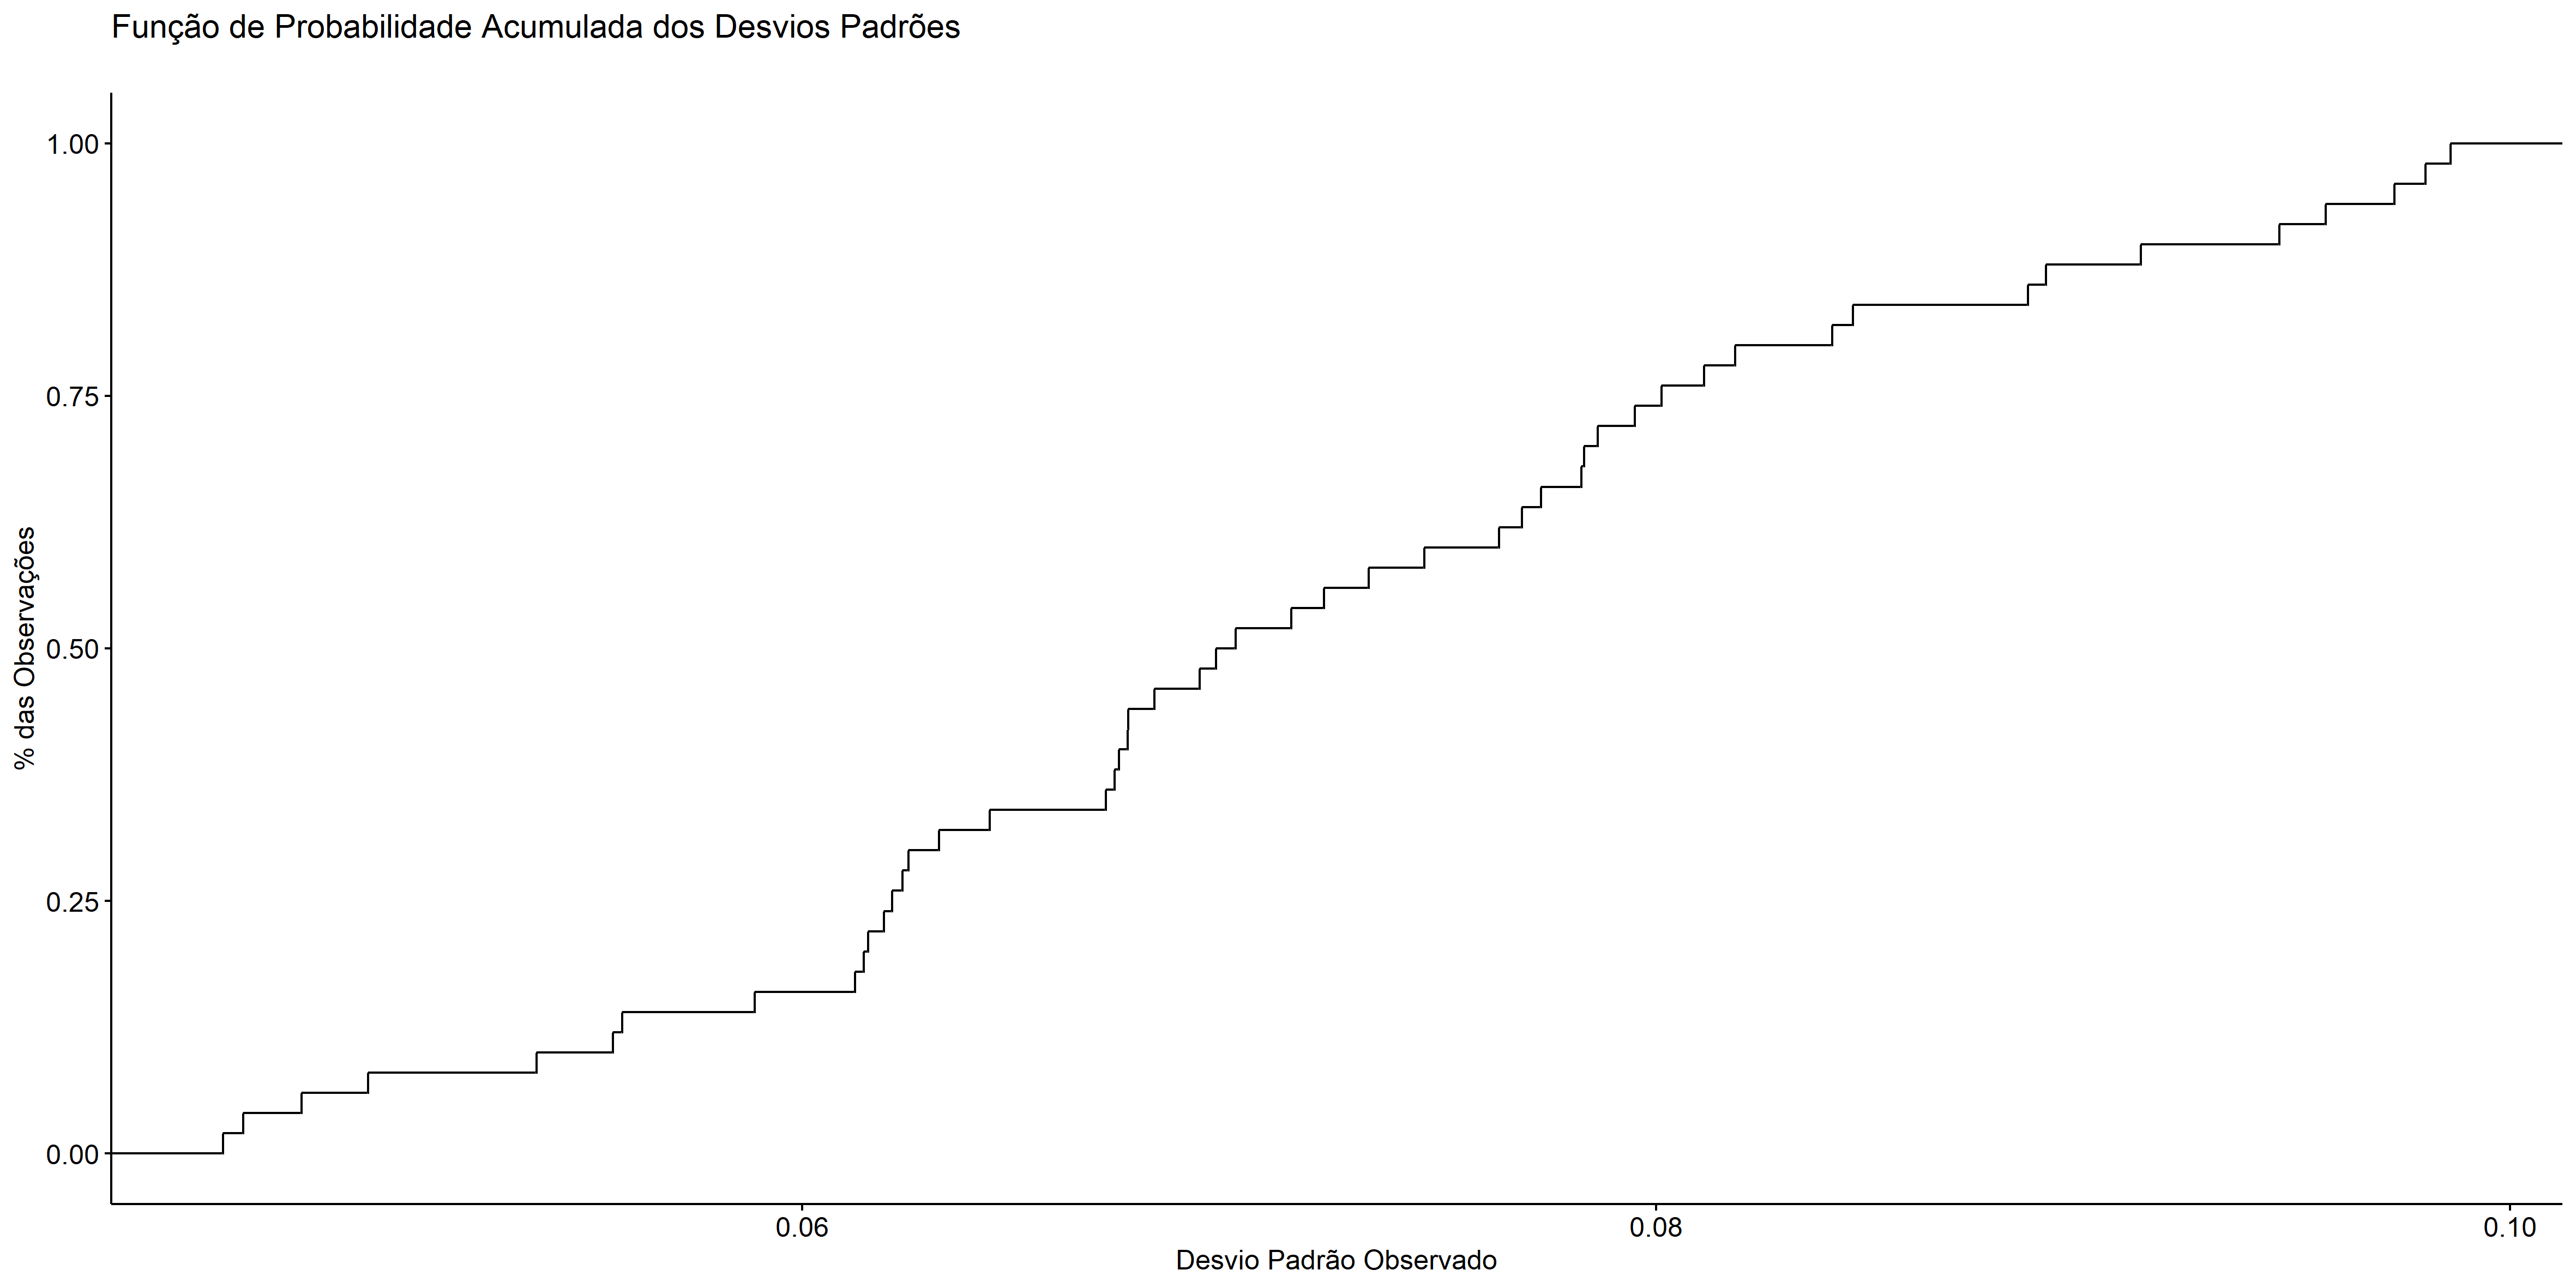 Função de Probabilidade Acumulada dos Desvios Padrões
1.00
0.75
0.50
0.25
0.00
% das Observações
0.06
0.08
0.10
Desvio Padrão Observado